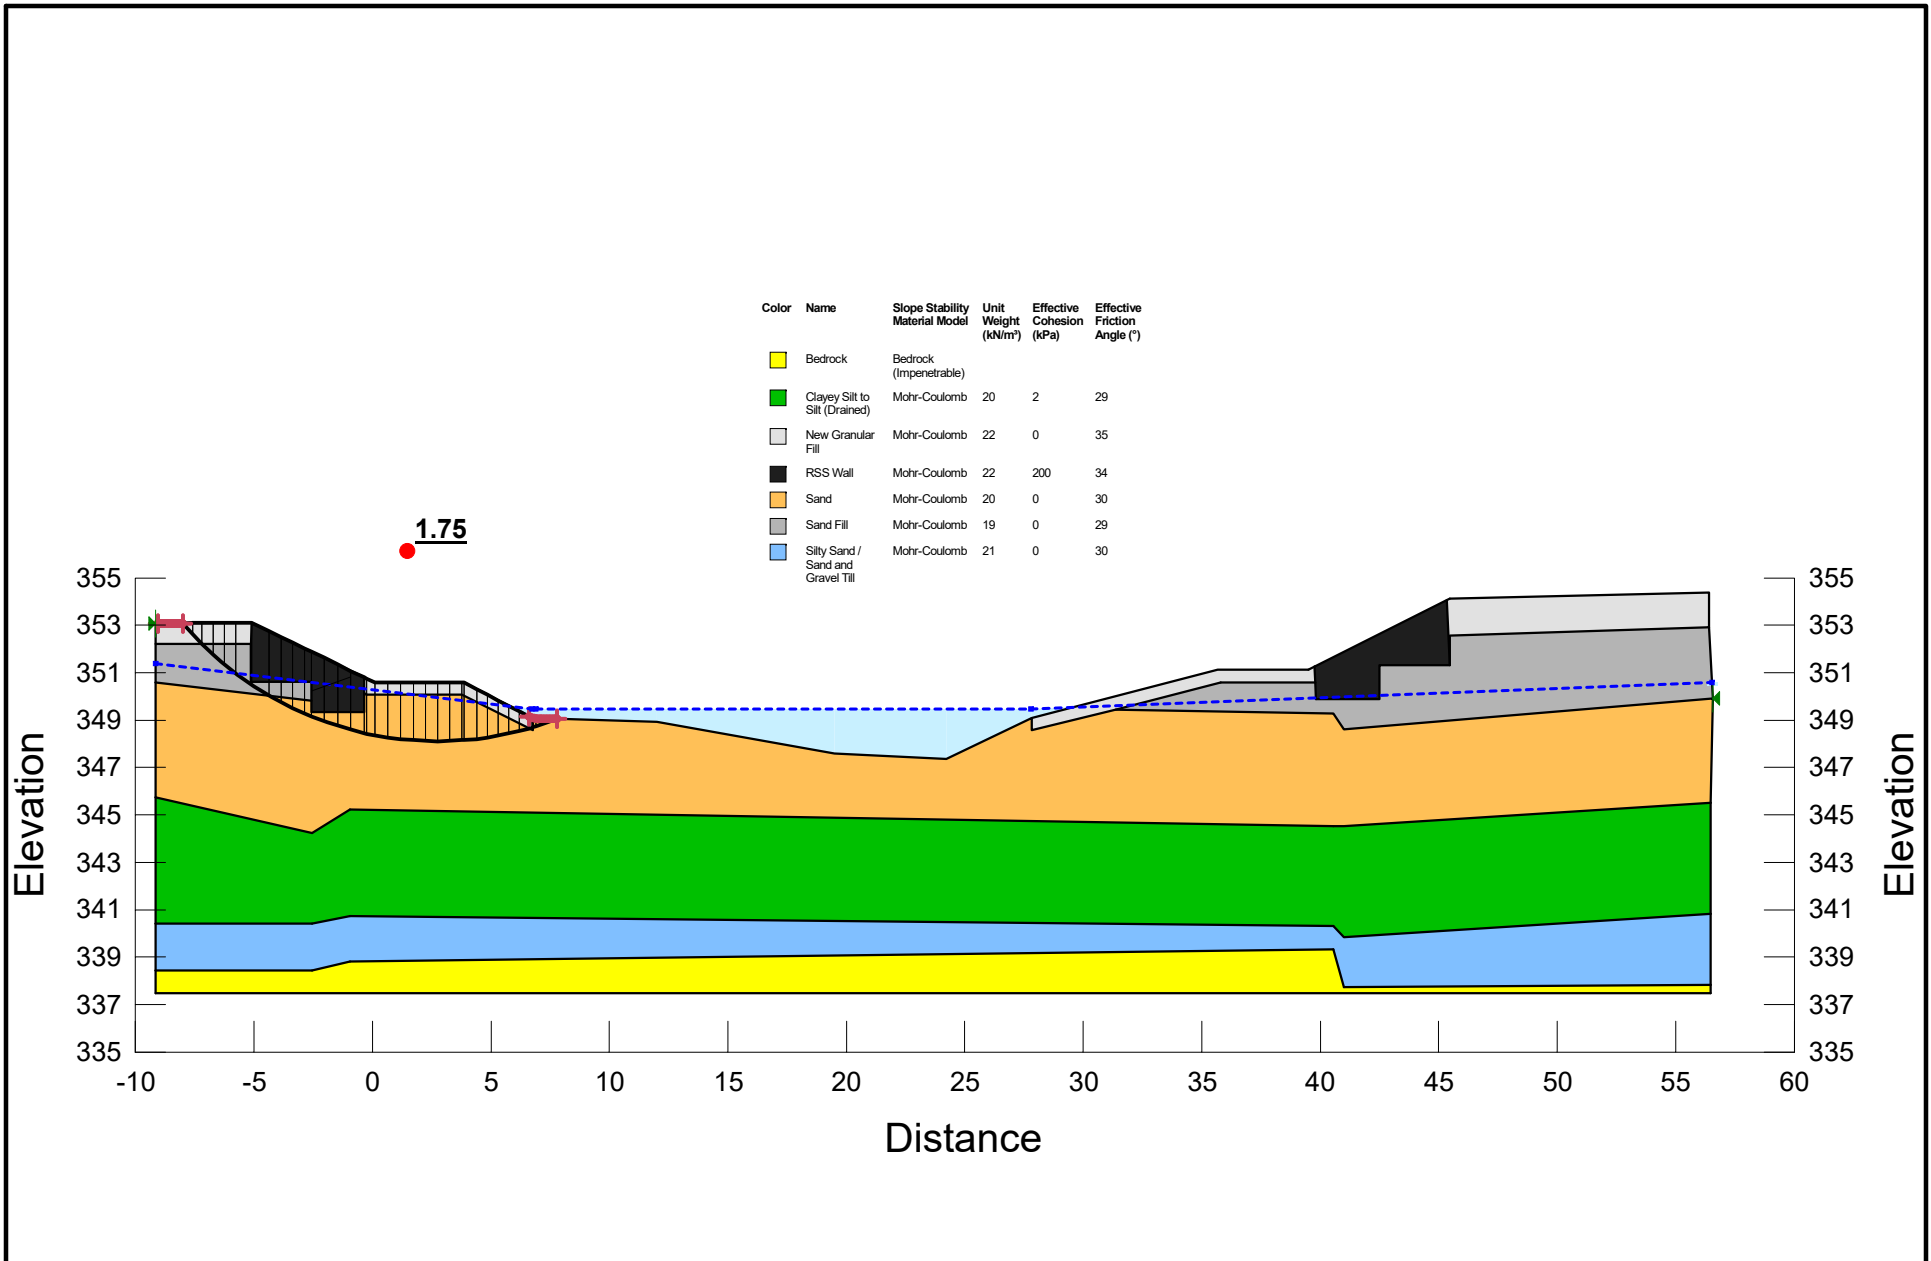 Color Name Slope Stability Unit Effective Effective
Material Model Weight Cohesion Friction
(kN/m³) (kPa) Angle (°)
Bedrock Bedrock
(Impenetrable)
Clayey Silt to Mohr-Coulomb 20 2 29
Silt (Drained)
New Granular Mohr-Coulomb 22 0 35
Fill
RSS Wall Mohr-Coulomb 22 200 34
Sand Mohr-Coulomb 20 0 30
Sand Fill Mohr-Coulomb 19 0 29
Silty Sand / Mohr-Coulomb 21 0 30
Sand and
Gravel Till
1.75
355 355
353 353
351 351
349 349
347 347
345 345
343 343
341 341
339 339
337 337
335 335
Elevation
Elevation
-10 -5 0 5 10 15 20 25 30 35 40 45 50 55 60
Distance